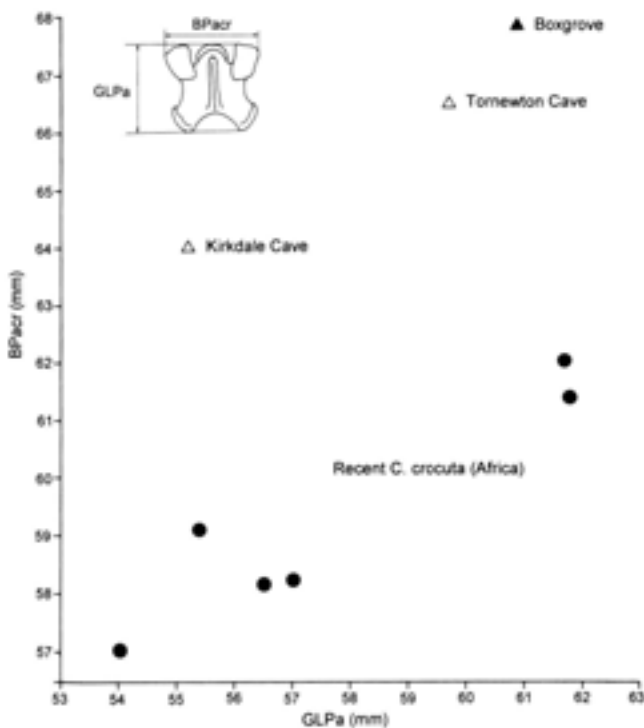 BPacr
GLPa
Boxgrove
Tornewton Cave
Kirkdale Cave
Recent C. crocuta (Africa)
BPacr (mm)
68
67
66
65
64
63
62
61
60
59
58
57
53 54 55 56 57 58 59 60 61 62 63
GLPa (mm)